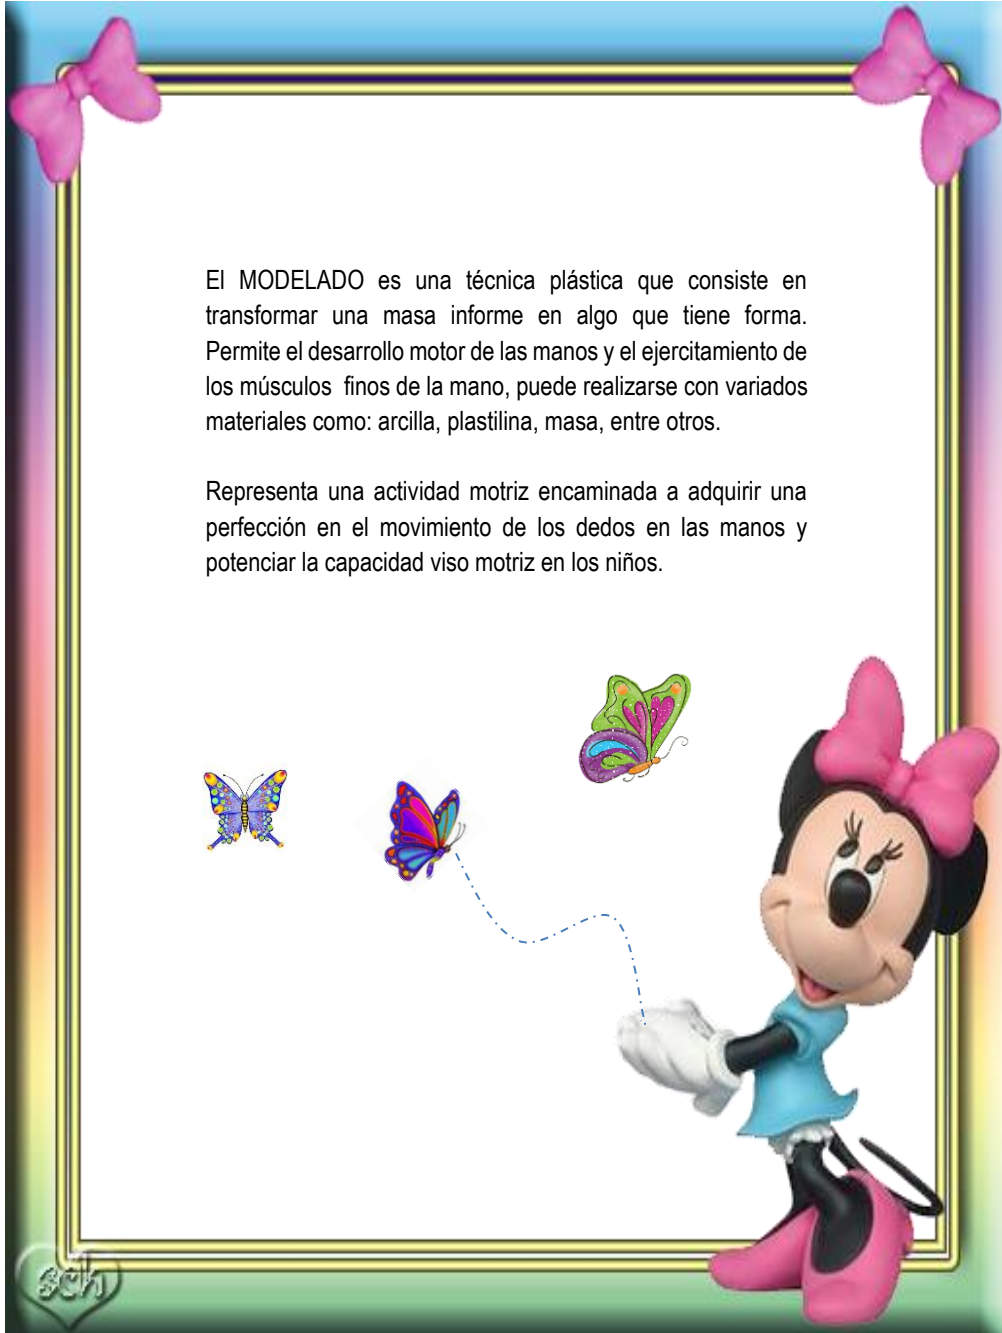 El MODELADO es una técnica plástica que consiste en
transformar una masa informe en algo que tiene forma.
Permite el desarrollo motor de las manos y el ejercitamiento de
los músculos  finos de la mano, puede realizarse con variados
materiales como: arcilla, plastilina, masa, entre otros.
Representa una actividad motriz encaminada a adquirir una
perfección en el movimiento de los dedos en las manos y
potenciar la capacidad viso motriz en los niños.
sch